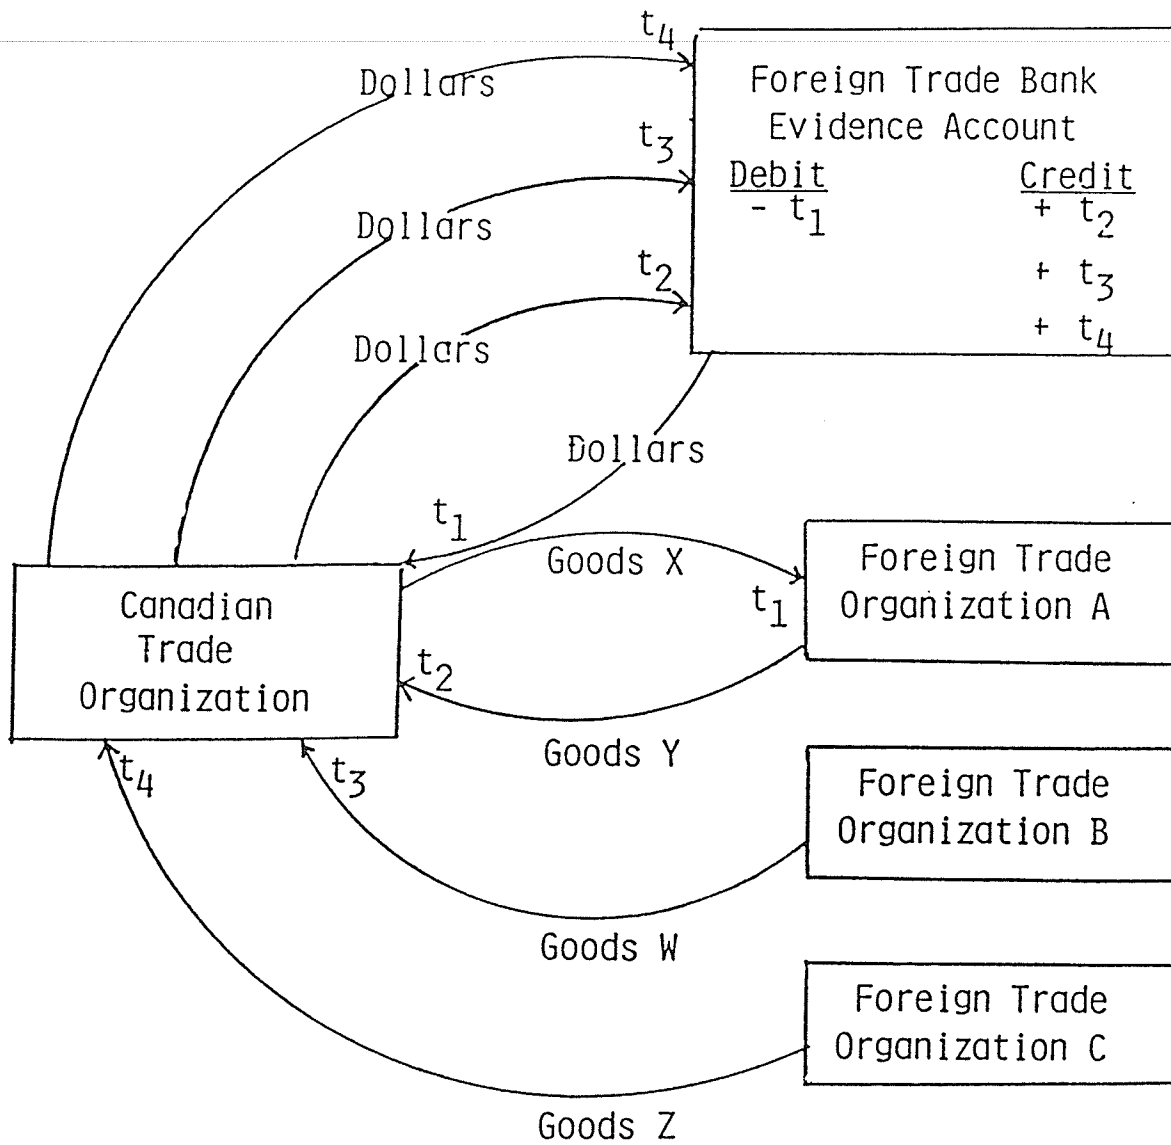 t4
Dollars
Foreign Trade Bank
Evidence Account
Debit Credit
- t1 + t2
+ t3
+ t4
t3
Dollars
t2
Dollars
Dollars
t1
Goods X
t1
Foreign Trade
Organization A
Canadian
Trade
Organization
t2
Goods Y
t4
t3
Foreign Trade
Organization B
Goods W
Foreign Trade
Organization C
Goods Z